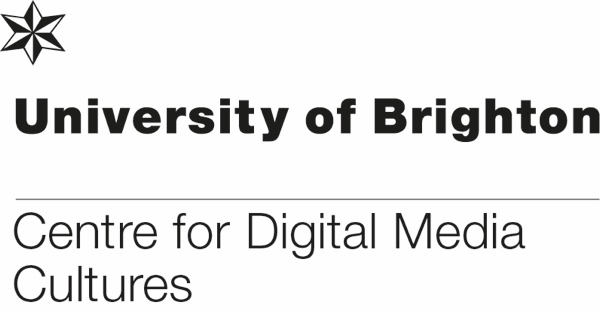 University of Brighton
Centre for Digital Media
Cultures